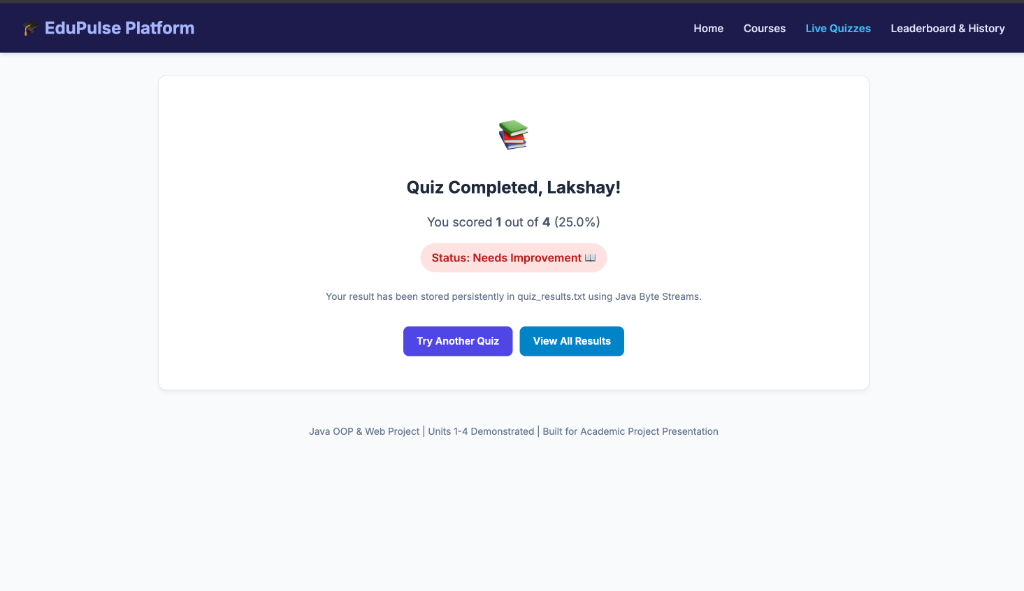 🎓 EduPulse Platform
Home Courses Live Quizzes Leaderboard & History
Quiz Completed, Lakshay!
You scored 1 out of 4 (25.0%)
Status: Needs Improvement 📖
Your result has been stored persistently in quiz_results.txt using Java Byte Streams.
Try Another Quiz View All Results
Java OOP & Web Project | Units 1-4 Demonstrated | Built for Academic Project Presentation